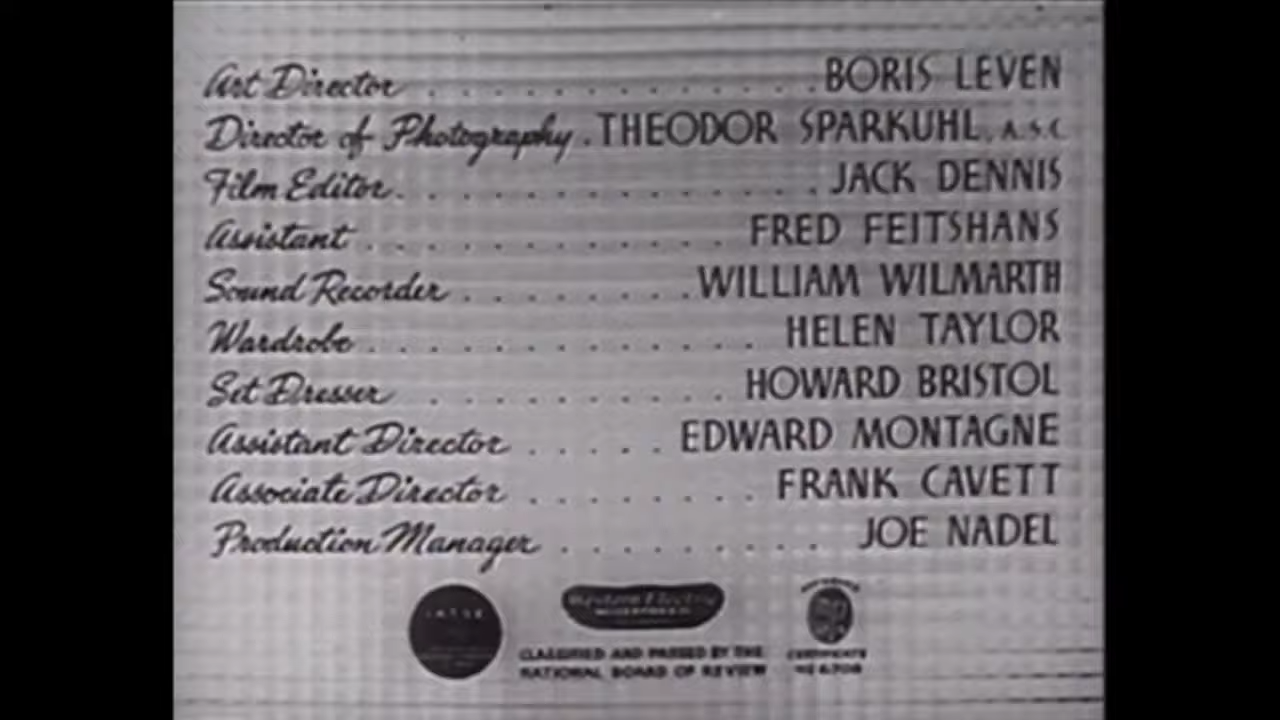 Art Director . . . . . . . . . . . . . . BORIS LEVEN
Director of Photography . THEODOR SPARKUHL, A.S.C.
Film Editor . . . . . . . . . . . . . . . JACK DENNIS
Assistant . . . . . . . . . . . . . FRED FEITSHANS
Sound Recorder . . . . . . . . WILLIAM WILMARTH
Wardrobe . . . . . . . . . . . . . . HELEN TAYLOR
Set Dresser . . . . . . . . . . . HOWARD BRISTOL
Assistant Director . . . . . EDWARD MONTAGNE
Associate Director . . . . . . . . FRANK CAVETT
Production Manager . . . . . . . . . JOE NADEL
I.A.T.S.E.
Western Electric
CLASSIFIED AND PASSED BY THE
NATIONAL BOARD OF REVIEW
CERTIFICATE